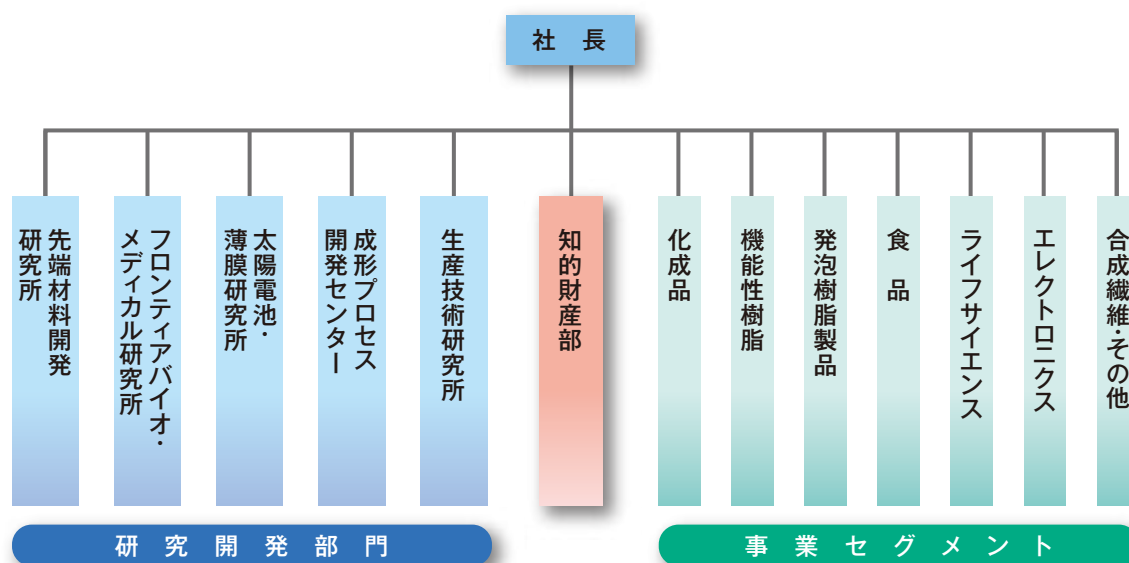 社長
先端材料開発
研究所
フロンティアバイオ・
メディカル研究所
太陽電池・
薄膜研究所
成形プロセス
開発センター
生産技術研究所
知的財産部
化成品
機能性樹脂
発泡樹脂製品
食品
ライフサイエンス
エレクトロニクス
合成繊維・その他
研究開発部門
事業セグメント